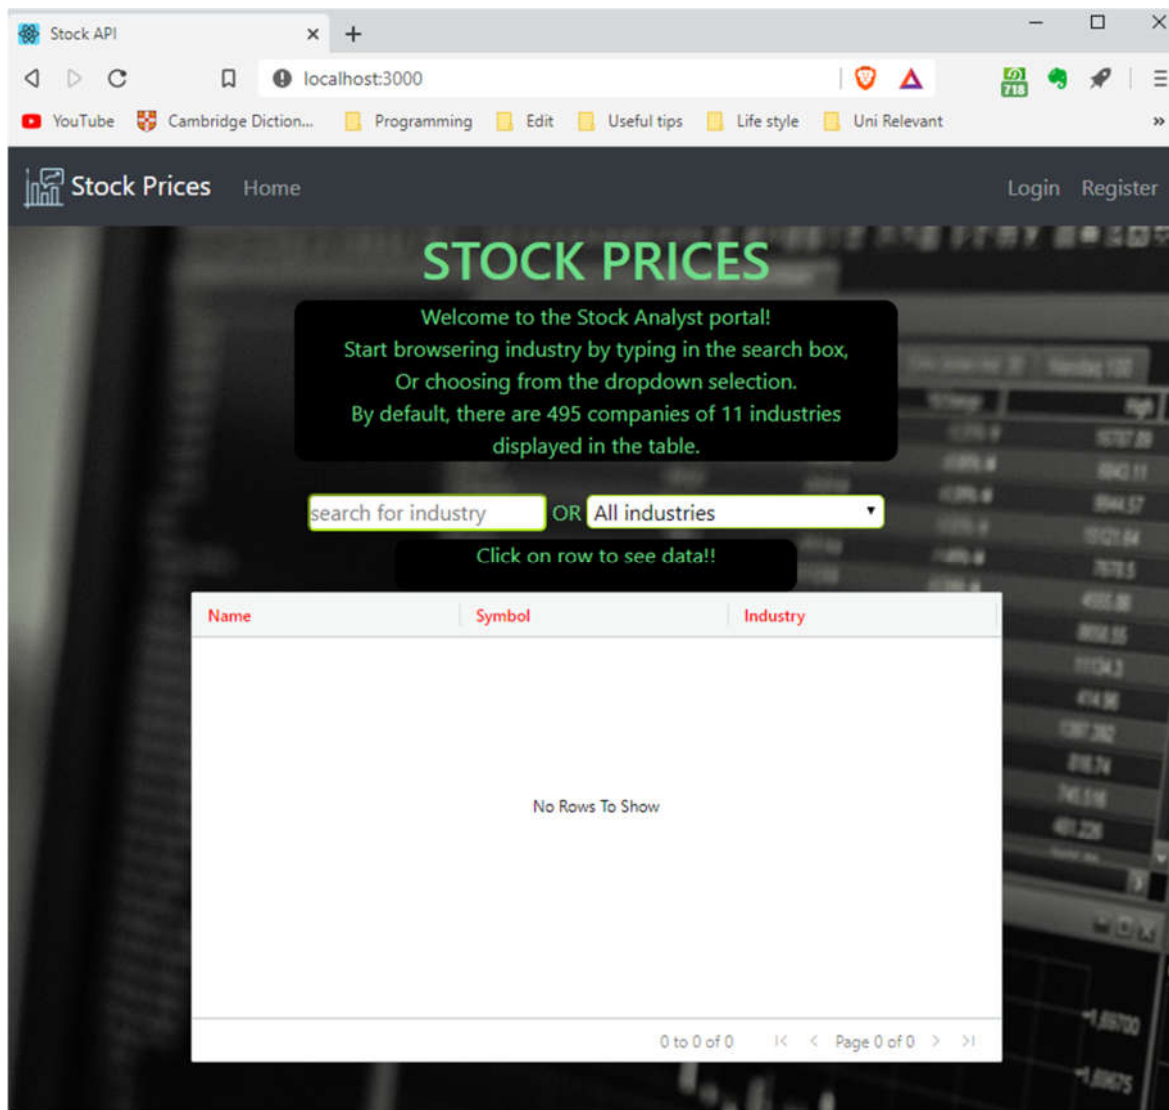 Stock API
localhost:3000
718
YouTube Cambridge Diction... Programming Edit Useful tips Life style Uni Relevant »
Stock Prices Home Login Register
STOCK PRICES
Welcome to the Stock Analyst portal!
Start browsering industry by typing in the search box,
Or choosing from the dropdown selection.
By default, there are 495 companies of 11 industries
displayed in the table.
search for industry OR All industries
Click on row to see data!!
Name Symbol Industry
No Rows To Show
0 to 0 of 0 Page 0 of 0